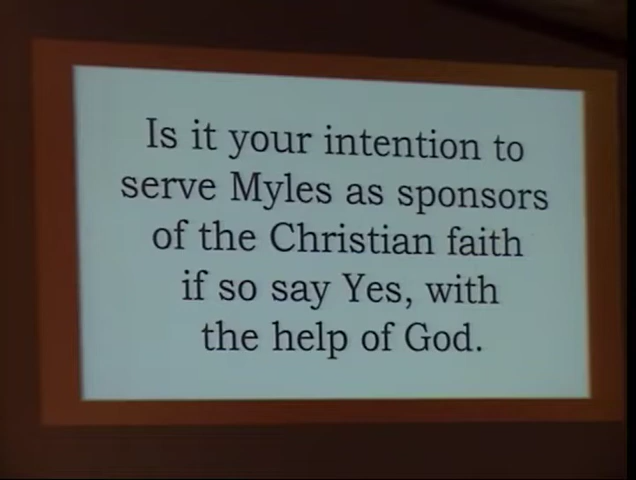 Is it your intention to
serve Myles as sponsors
of the Christian faith
if so say Yes, with
the help of God.